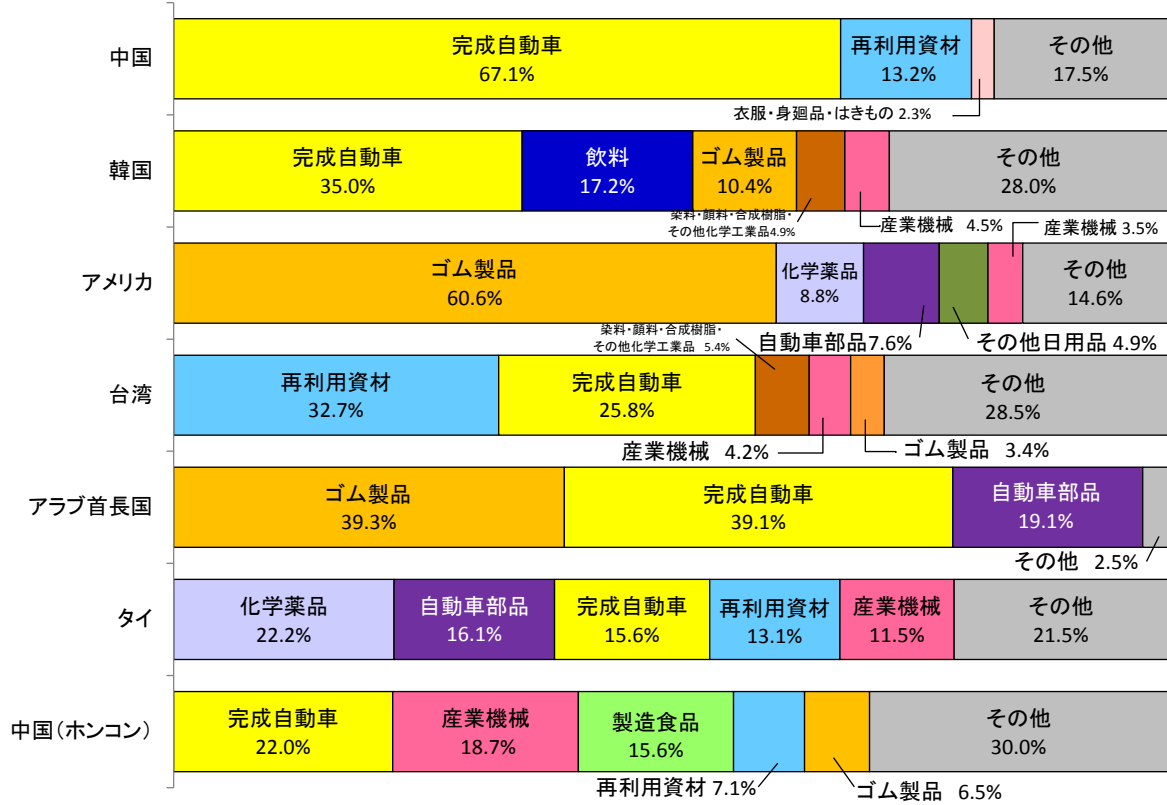 中国
完成自動車
67.1%
再利用資材
13.2%
その他
17.5%
衣服・身廻品・はきもの 2.3%
韓国
完成自動車
35.0%
飲料
17.2%
ゴム製品
10.4%
その他
28.0%
染料・顔料・合成樹脂・
その他化学工業品4.9%
産業機械 4.5%
産業機械 3.5%
アメリカ
ゴム製品
60.6%
化学薬品
8.8%
その他
14.6%
自動車部品7.6%
その他日用品 4.9%
染料・顔料・合成樹脂・
その他化学工業品 5.4%
台湾
再利用資材
32.7%
完成自動車
25.8%
その他
28.5%
産業機械 4.2%
ゴム製品 3.4%
アラブ首長国
ゴム製品
39.3%
完成自動車
39.1%
自動車部品
19.1%
その他 2.5%
タイ
化学薬品
22.2%
自動車部品
16.1%
完成自動車
15.6%
再利用資材
13.1%
産業機械
11.5%
その他
21.5%
中国(ホンコン)
完成自動車
22.0%
産業機械
18.7%
製造食品
15.6%
その他
30.0%
再利用資材 7.1%
ゴム製品 6.5%